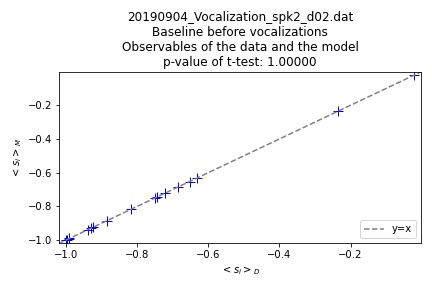 20190904_Vocalization_spk2_d02.dat
Baseline before vocalizations
Observables of the data and the model
p-value of t-test: 1.00000
< s_i >_M
−0.2
−0.4
−0.6
−0.8
−1.0
y=x
−1.0 −0.8 −0.6 −0.4 −0.2
< s_i >_D